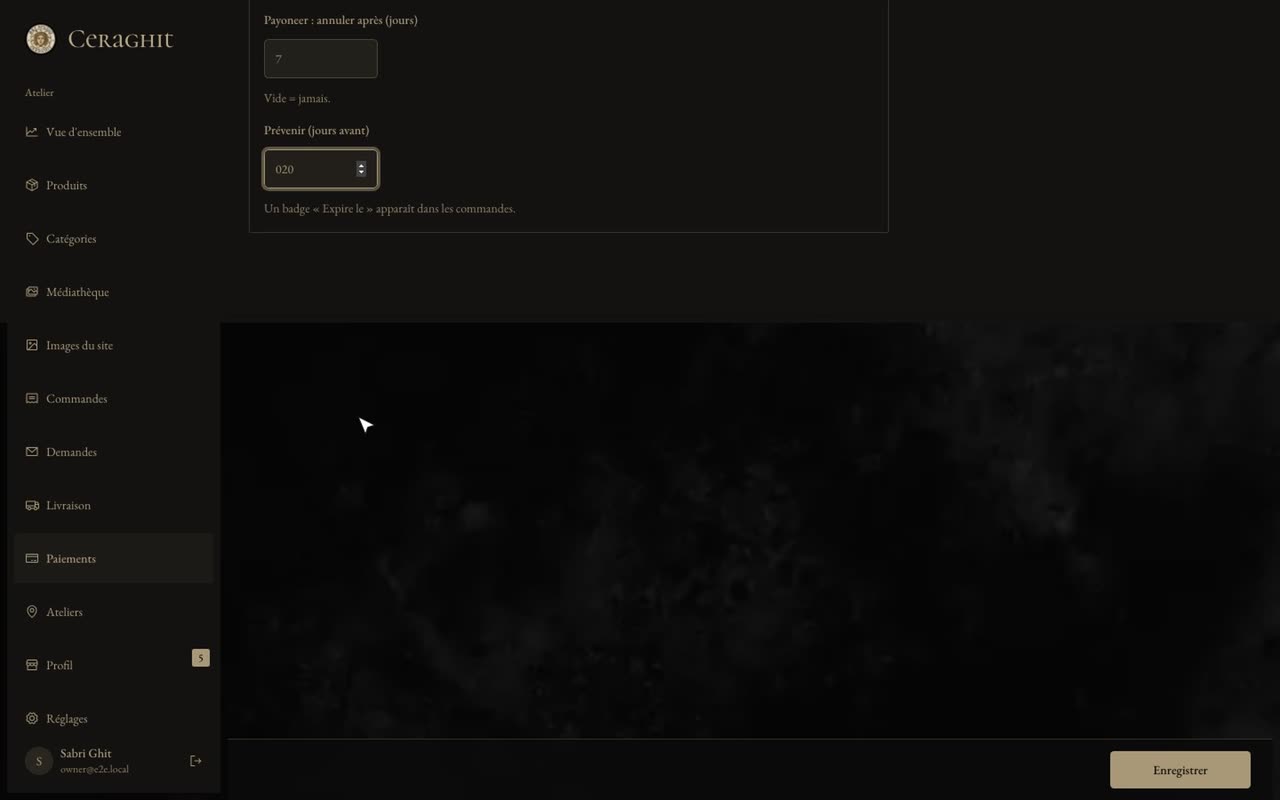 Ceraghit
Atelier
Vue d'ensemble
Produits
Catégories
Médiathèque
Images du site
Commandes
Demandes
Livraison
Paiements
Ateliers
Profil
5
Réglages
S
Sabri Ghit
owner@e2e.local
Payoneer : annuler après (jours)
7
Vide = jamais.
Prévenir (jours avant)
020
Un badge « Expire le » apparaît dans les commandes.
Enregistrer